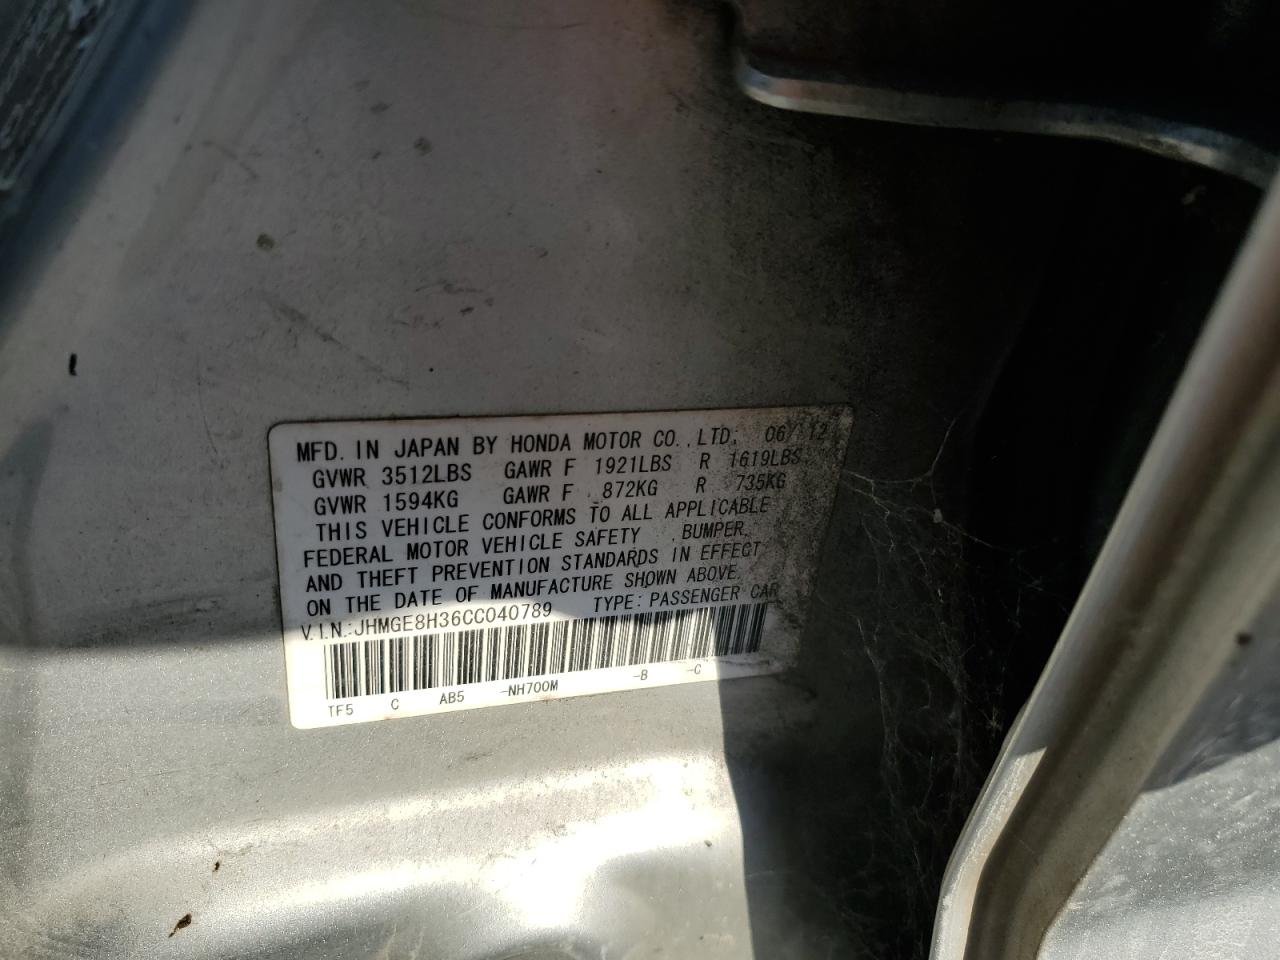 MFD. IN JAPAN BY HONDA MOTOR CO., LTD. 06/12
GVWR 3512LBS GAWR F 1921LBS R 1619LBS
GVWR 1594KG GAWR F 872KG R 735KG
THIS VEHICLE CONFORMS TO ALL APPLICABLE
FEDERAL MOTOR VEHICLE SAFETY BUMPER,
AND THEFT PREVENTION STANDARDS IN EFFECT
ON THE DATE OF MANUFACTURE SHOWN ABOVE.
V.I.N.:JHMGE8H36CC040789 TYPE:PASSENGER CAR
TF5 C AB5 -NH700M -B -C